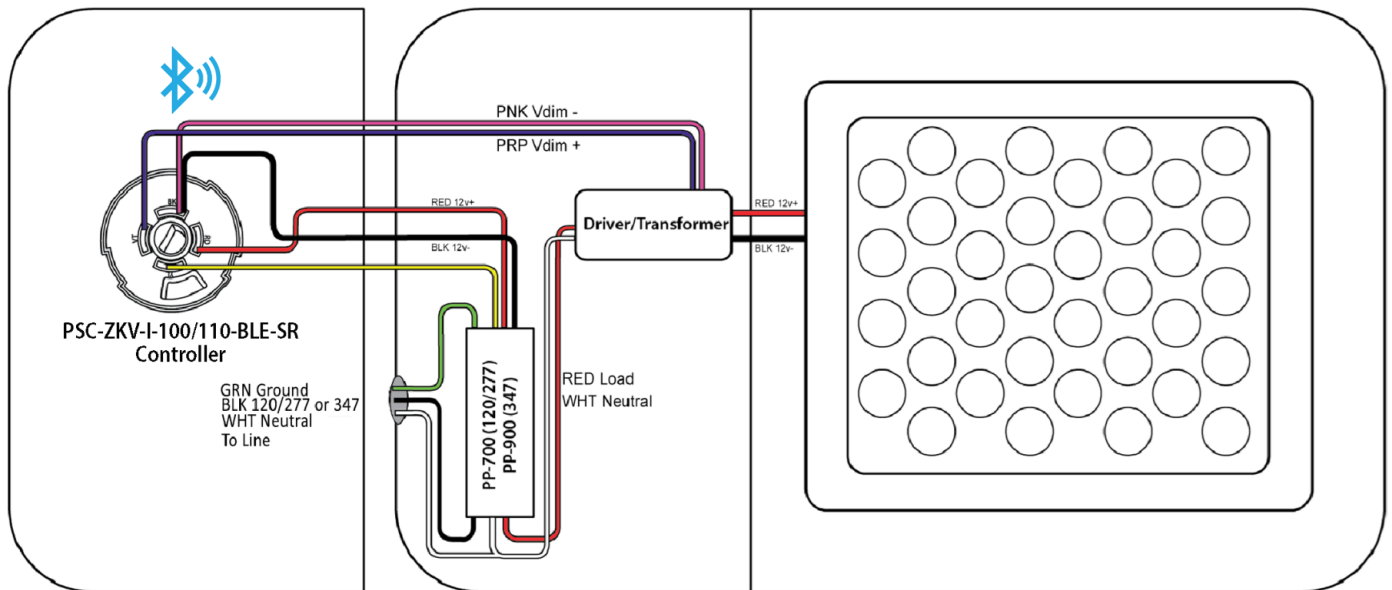 PNK Vdim -
PRP Vdim +
BK
RED 12v+
RED 12v+
Driver/Transformer
BLK 12v-
BLK 12v-
PSC-ZKV-I-100/110-BLE-SR
Controller
GRN Ground
BLK 120/277 or 347
WHT Neutral
To Line
PP-700 (120/277)
PP-900 (347)
RED Load
WHT Neutral